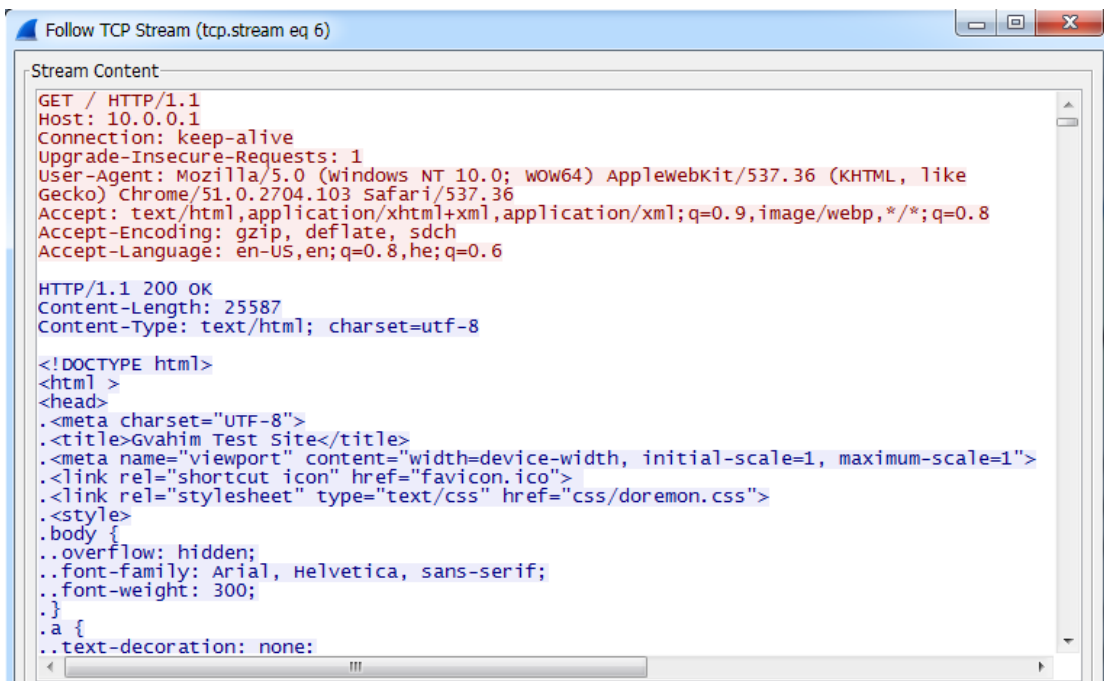 Follow TCP Stream (tcp.stream eq 6)
Stream Content
GET / HTTP/1.1
Host: 10.0.0.1
Connection: keep-alive
Upgrade-Insecure-Requests: 1
User-Agent: Mozilla/5.0 (Windows NT 10.0; WOW64) AppleWebKit/537.36 (KHTML, like
Gecko) Chrome/51.0.2704.103 Safari/537.36
Accept: text/html,application/xhtml+xml,application/xml;q=0.9,image/webp,*/*;q=0.8
Accept-Encoding: gzip, deflate, sdch
Accept-Language: en-US,en;q=0.8,he;q=0.6
HTTP/1.1 200 OK
Content-Length: 25587
Content-Type: text/html; charset=utf-8
<!DOCTYPE html>
<html >
<head>
.<meta charset="UTF-8">
.<title>Gvahim Test Site</title>
.<meta name="viewport" content="width=device-width, initial-scale=1, maximum-scale=1">
.<link rel="shortcut icon" href="favicon.ico">
.<link rel="stylesheet" type="text/css" href="css/doremon.css">
.<style>
.body {
..overflow: hidden;
..font-family: Arial, Helvetica, sans-serif;
..font-weight: 300;
.}
.a {
..text-decoration: none;